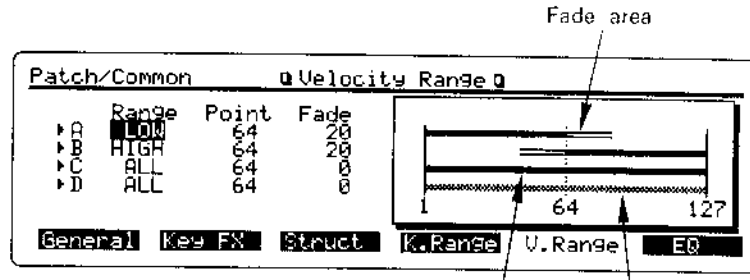 Fade area
Patch/Common Velocity Range
Range Point Fade
A LOW 64 20
B HIGH 64 20
C ALL 64 0
D ALL 64 0
1 64 127
General Key FX Struct K.Range V.Range EQ